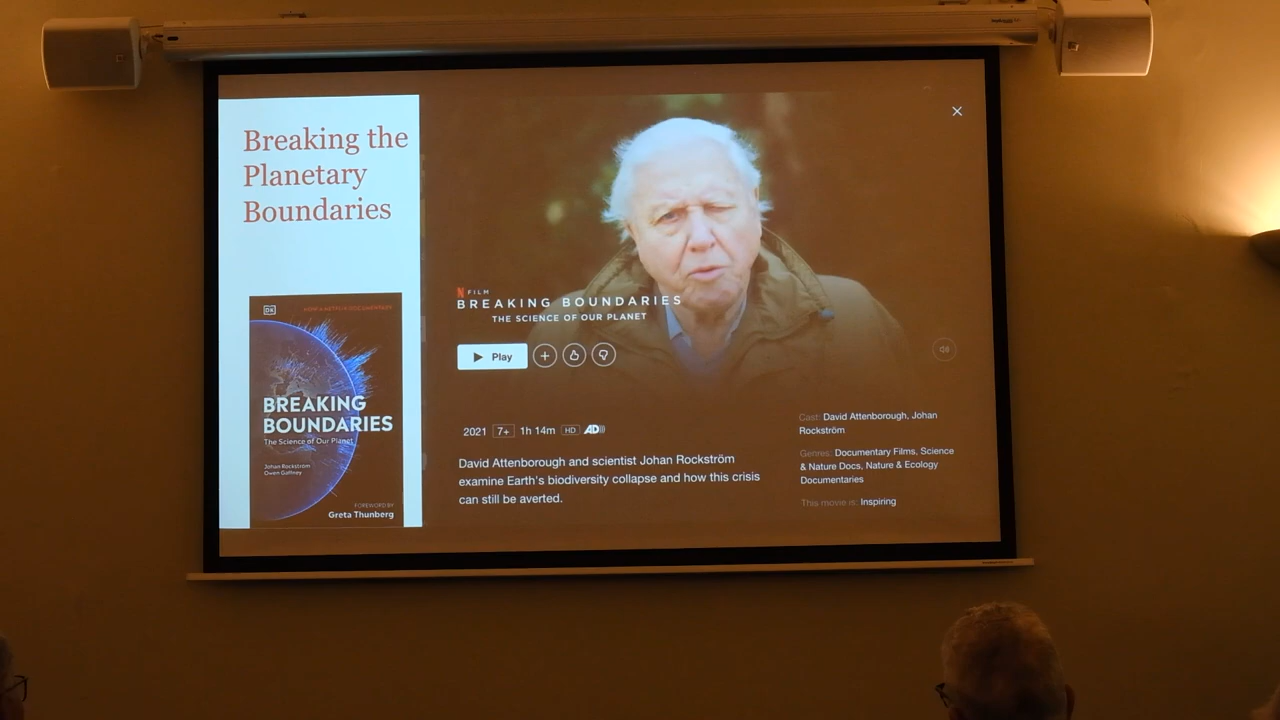 Breaking the
Planetary
Boundaries
DK
NOW A NETFLIX DOCUMENTARY
BREAKING
BOUNDARIES
The Science of Our Planet
Johan Rockström
Owen Gaffney
FOREWORD BY
Greta Thunberg
N FILM
BREAKING BOUNDARIES
THE SCIENCE OF OUR PLANET
Play
2021 7+ 1h 14m HD AD
David Attenborough and scientist Johan Rockström
examine Earth's biodiversity collapse and how this crisis
can still be averted.
Cast: David Attenborough, Johan
Rockström
Genres: Documentary Films, Science
& Nature Docs, Nature & Ecology
Documentaries
This movie is: Inspiring